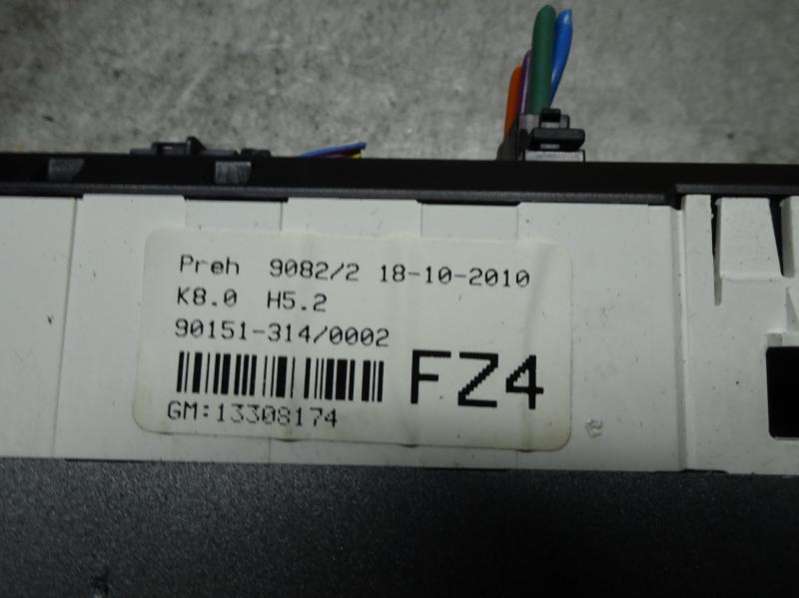 Preh 9082/2 18-10-2010
K8.0 H5.2
90151-314/0002
FZ4
GM:13308174